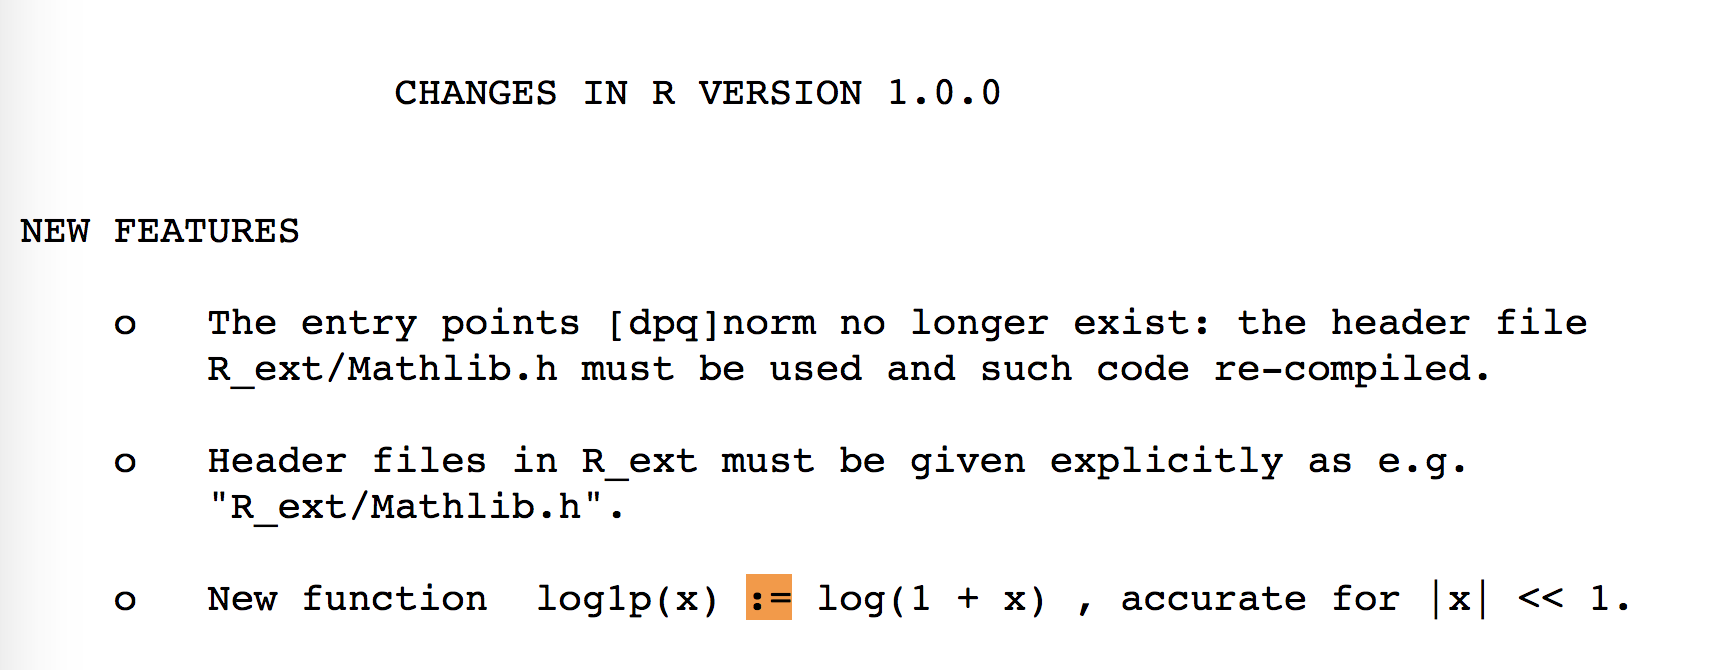 CHANGES IN R VERSION 1.0.0
NEW FEATURES
o The entry points [dpq]norm no longer exist: the header file
R_ext/Mathlib.h must be used and such code re-compiled.
o Header files in R_ext must be given explicitly as e.g.
"R_ext/Mathlib.h".
o New function log1p(x) := log(1 + x) , accurate for |x| << 1.